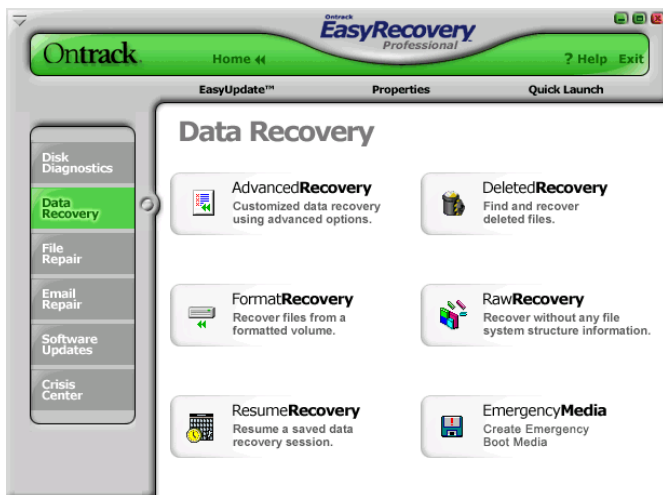 Ontrack
EasyRecovery
Professional
Ontrack.
Home
? Help Exit
EasyUpdate™ Properties Quick Launch
Data Recovery
Disk
Diagnostics
Data
Recovery
File
Repair
Email
Repair
Software
Updates
Crisis
Center
AdvancedRecovery
Customized data recovery
using advanced options.
DeletedRecovery
Find and recover
deleted files.
FormatRecovery
Recover files from a
formatted volume.
RawRecovery
Recover without any file
system structure information.
ResumeRecovery
Resume a saved data
recovery session.
EmergencyMedia
Create Emergency
Boot Media